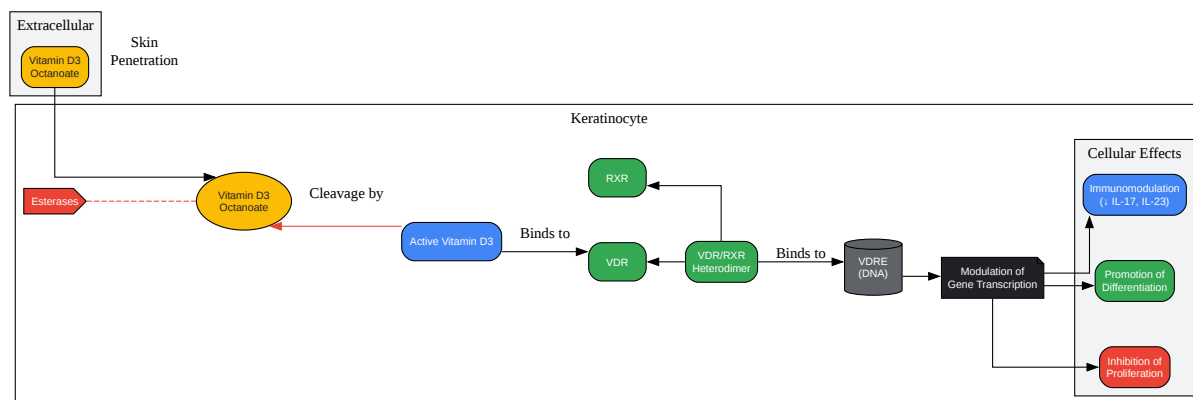 Extracellular
Vitamin D3
Octanoate
Skin
Penetration
Keratinocyte
Esterases
Vitamin D3
Octanoate
Cleavage by
Active Vitamin D3
Binds to
RXR
VDR
VDR/RXR
Heterodimer
Binds to
VDRE
(DNA)
Modulation of
Gene Transcription
Cellular Effects
Immunomodulation
(↓ IL-17, IL-23)
Promotion of
Differentiation
Inhibition of
Proliferation